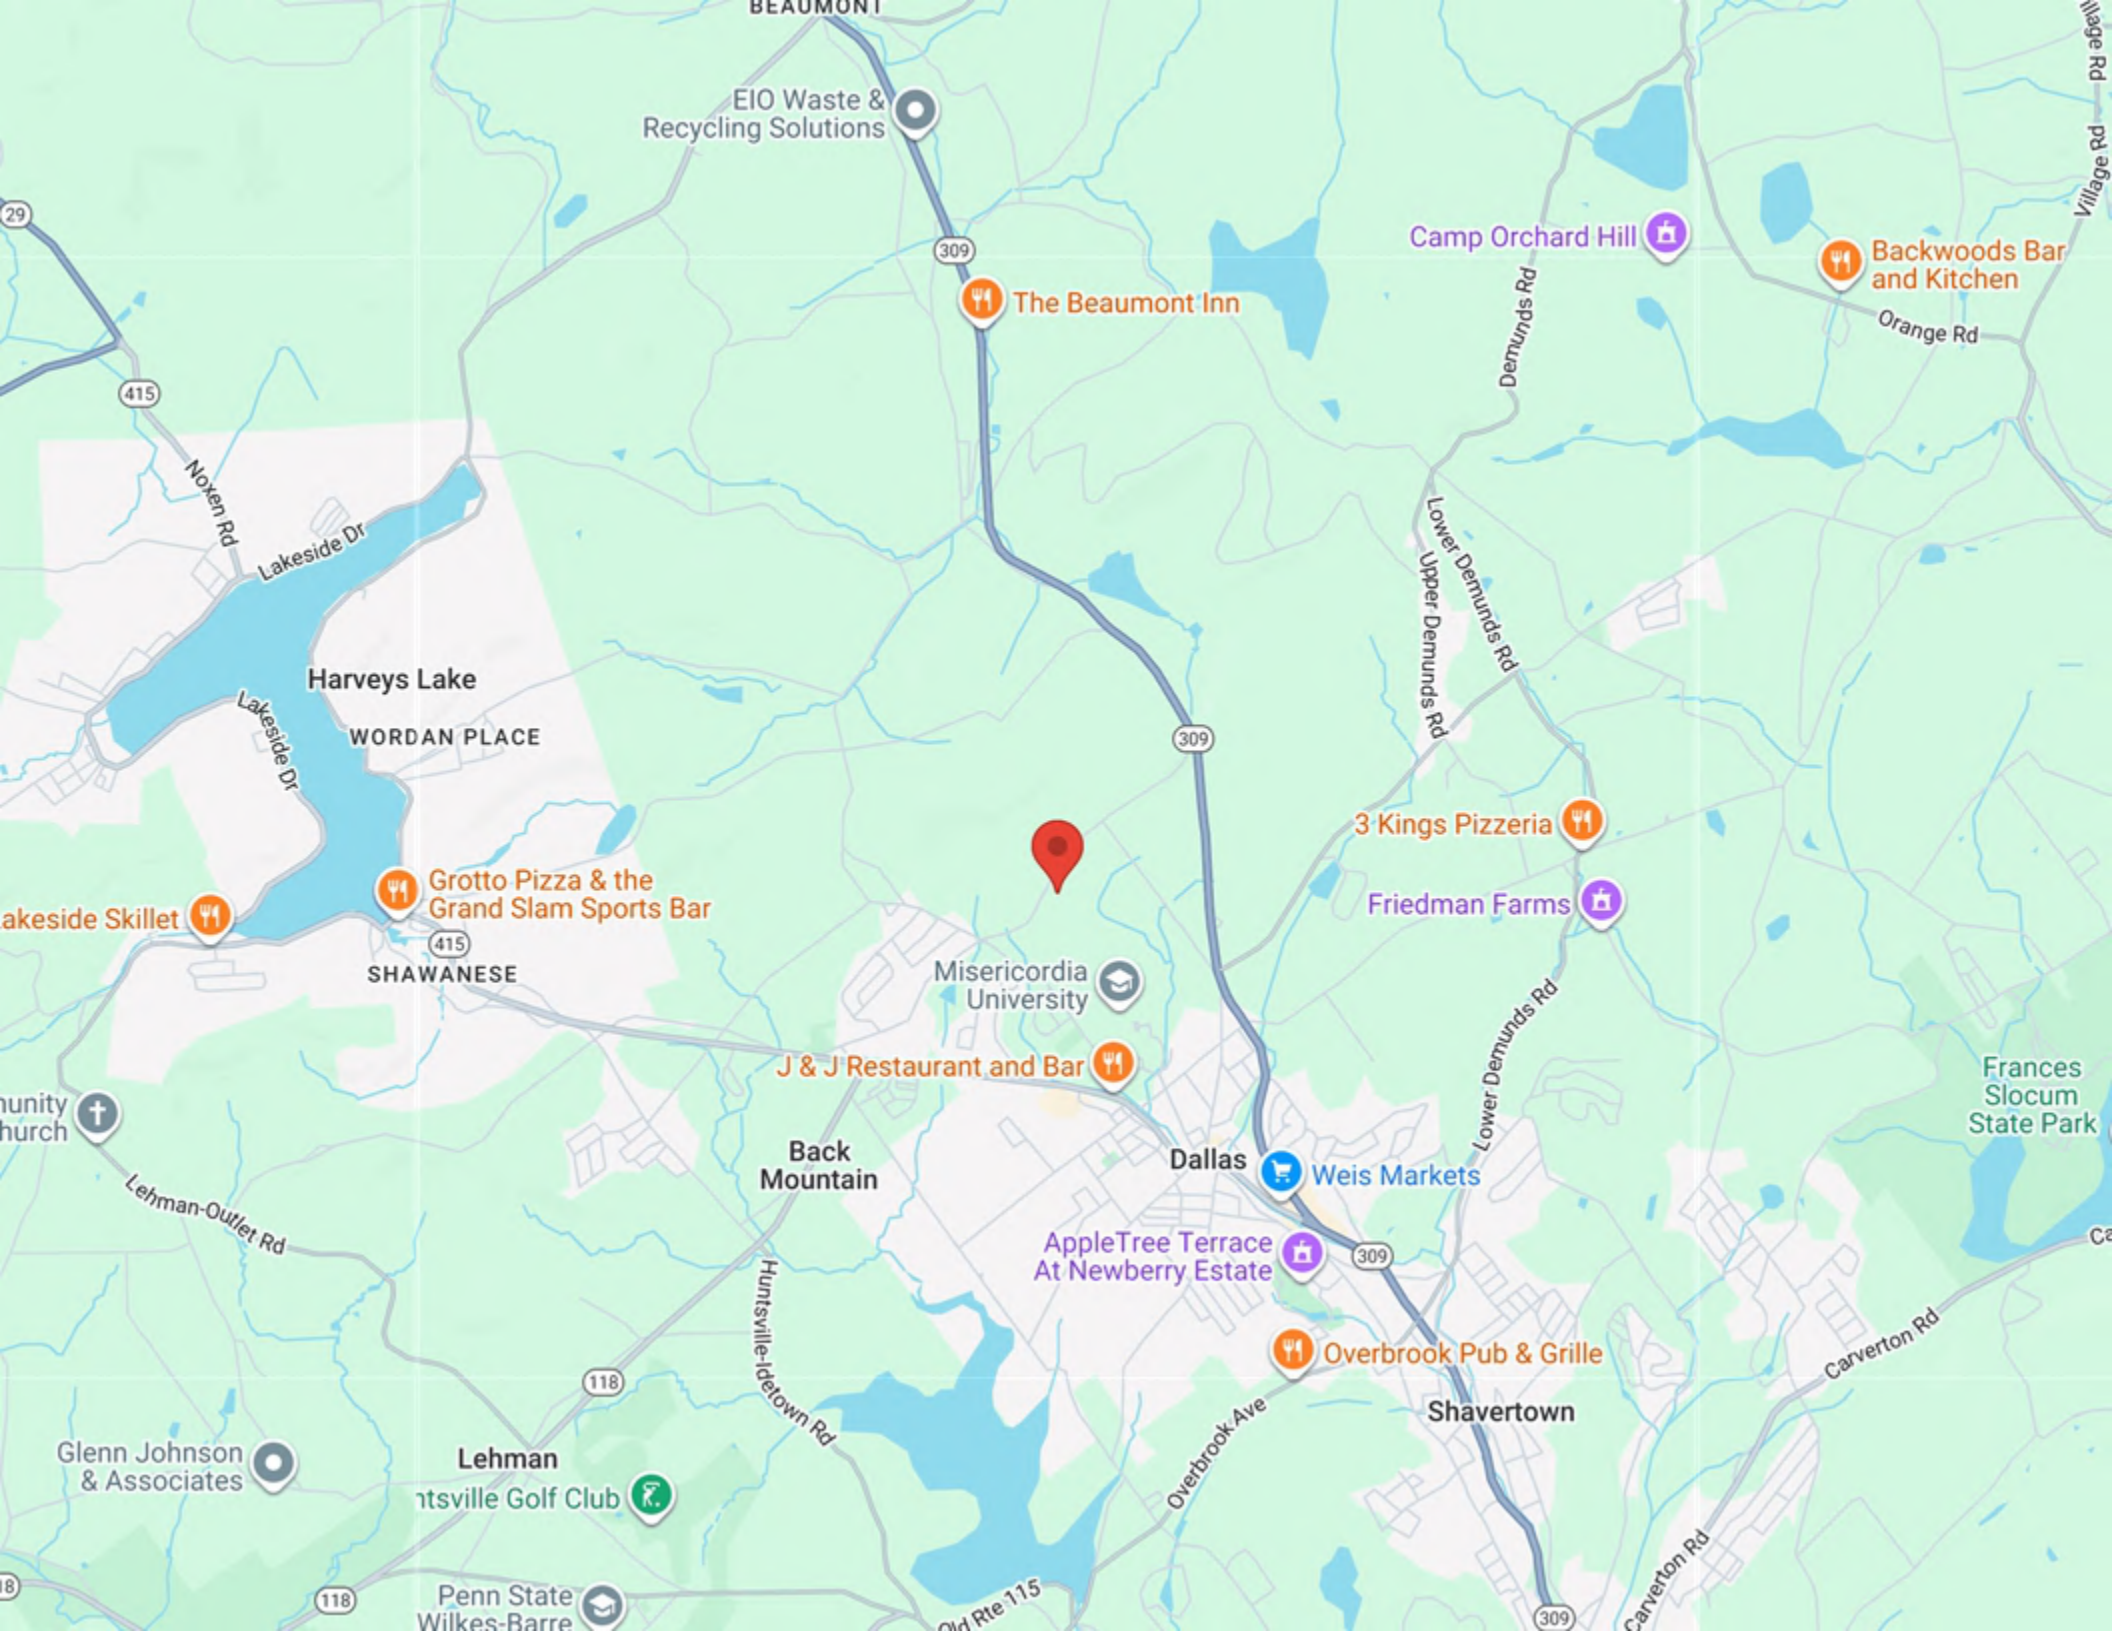 BEAUMONT
EIO Waste &
Recycling Solutions
29
309
Camp Orchard Hill
Backwoods Bar
and Kitchen
Village Rd
Village Rd
The Beaumont Inn
Demunds Rd
Orange Rd
415
Noxen Rd
Lakeside Dr
Lower Demunds Rd
Upper Demunds Rd
Harveys Lake
Lakeside Dr
WORDAN PLACE
309
3 Kings Pizzeria
Grotto Pizza & the
Grand Slam Sports Bar
akeside Skillet
Friedman Farms
415
SHAWANESE
Misericordia
University
Lower Demunds Rd
J & J Restaurant and Bar
Frances
Slocum
State Park
unity
hurch
Back
Mountain
Dallas
Weis Markets
Lehman-Outlet Rd
AppleTree Terrace
At Newberry Estate
309
Ca
Huntsville-Idetown Rd
Overbrook Pub & Grille
Carverton Rd
118
Shavertown
Overbrook Ave
Glenn Johnson
& Associates
Lehman
ntsville Golf Club
Carverton Rd
18
118
Penn State
Wilkes-Barre
Old Rte 115
309